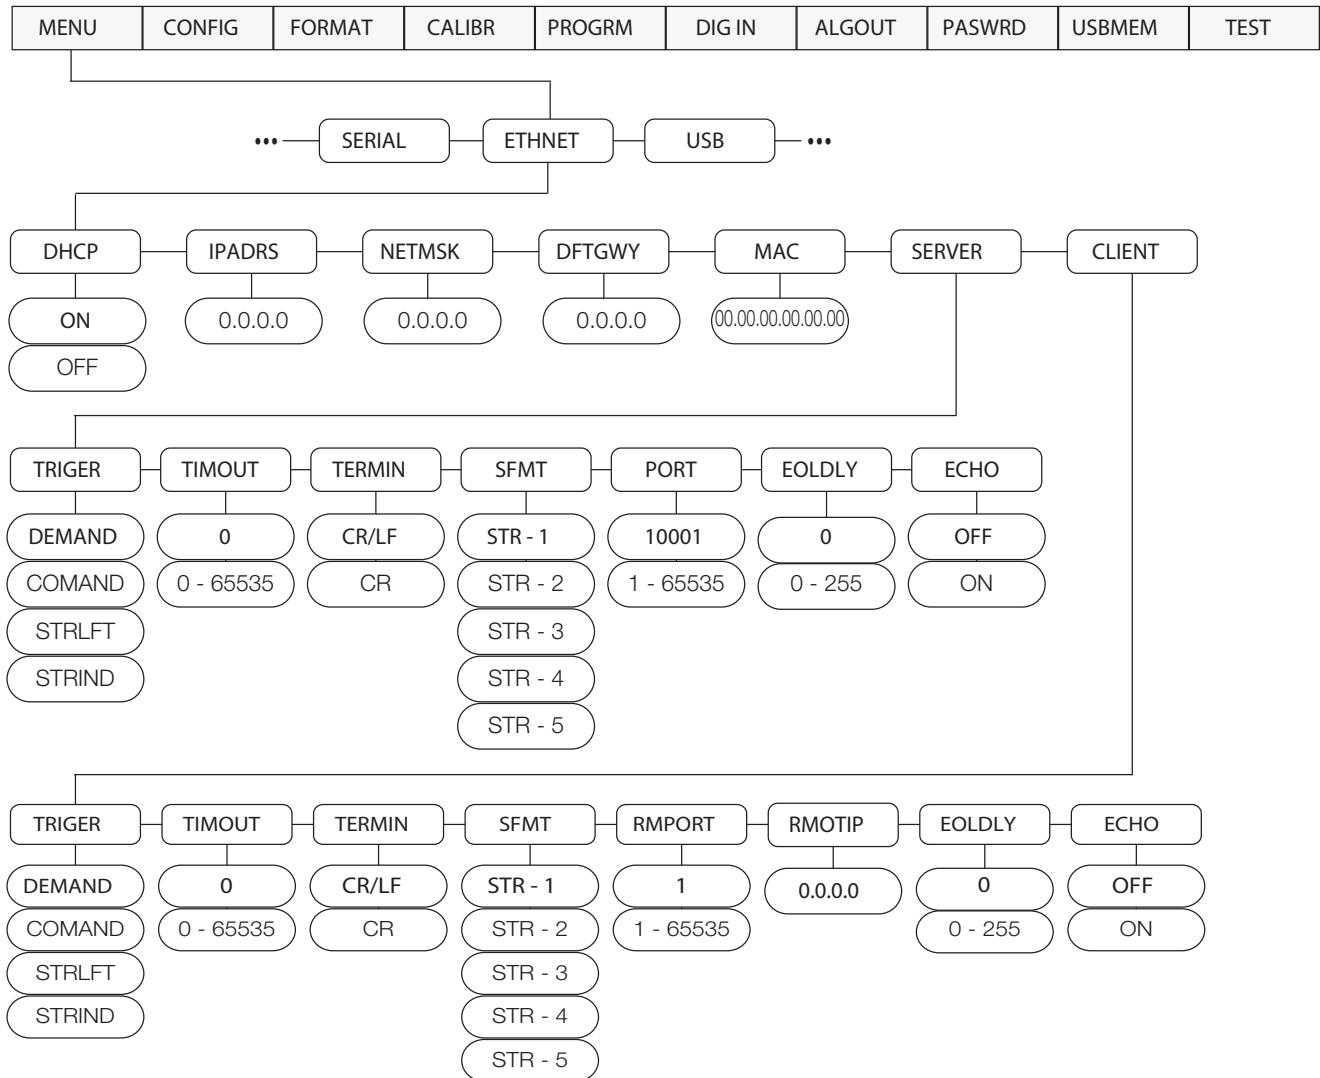 MENU CONFIG FORMAT CALIBR PROGRM DIG IN ALGOUT PASWRD USBMEM TEST
••• SERIAL ETHNET USB •••
DHCP IPADRS NETMSK DFTGWY MAC SERVER CLIENT
ON 0.0.0.0 0.0.0.0 0.0.0.0 00.00.00.00.00.00
OFF
TRIGER TIMOUT TERMIN SFMT PORT EOLDLY ECHO
DEMAND 0 CR/LF STR - 1 10001 0 OFF
COMAND 0 - 65535 CR STR - 2 1 - 65535 0 - 255 ON
STRLFT STR - 3
STRIND STR - 4
STR - 5
TRIGER TIMOUT TERMIN SFMT RMPORT RMOTIP EOLDLY ECHO
DEMAND 0 CR/LF STR - 1 1 0.0.0.0 0 OFF
COMAND 0 - 65535 CR STR - 2 1 - 65535 0 - 255 ON
STRLFT STR - 3
STRIND STR - 4
STR - 5